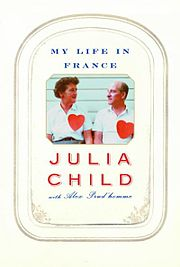 MY LIFE IN
FRANCE
JULIA
CHILD
with Alex Prud'homme